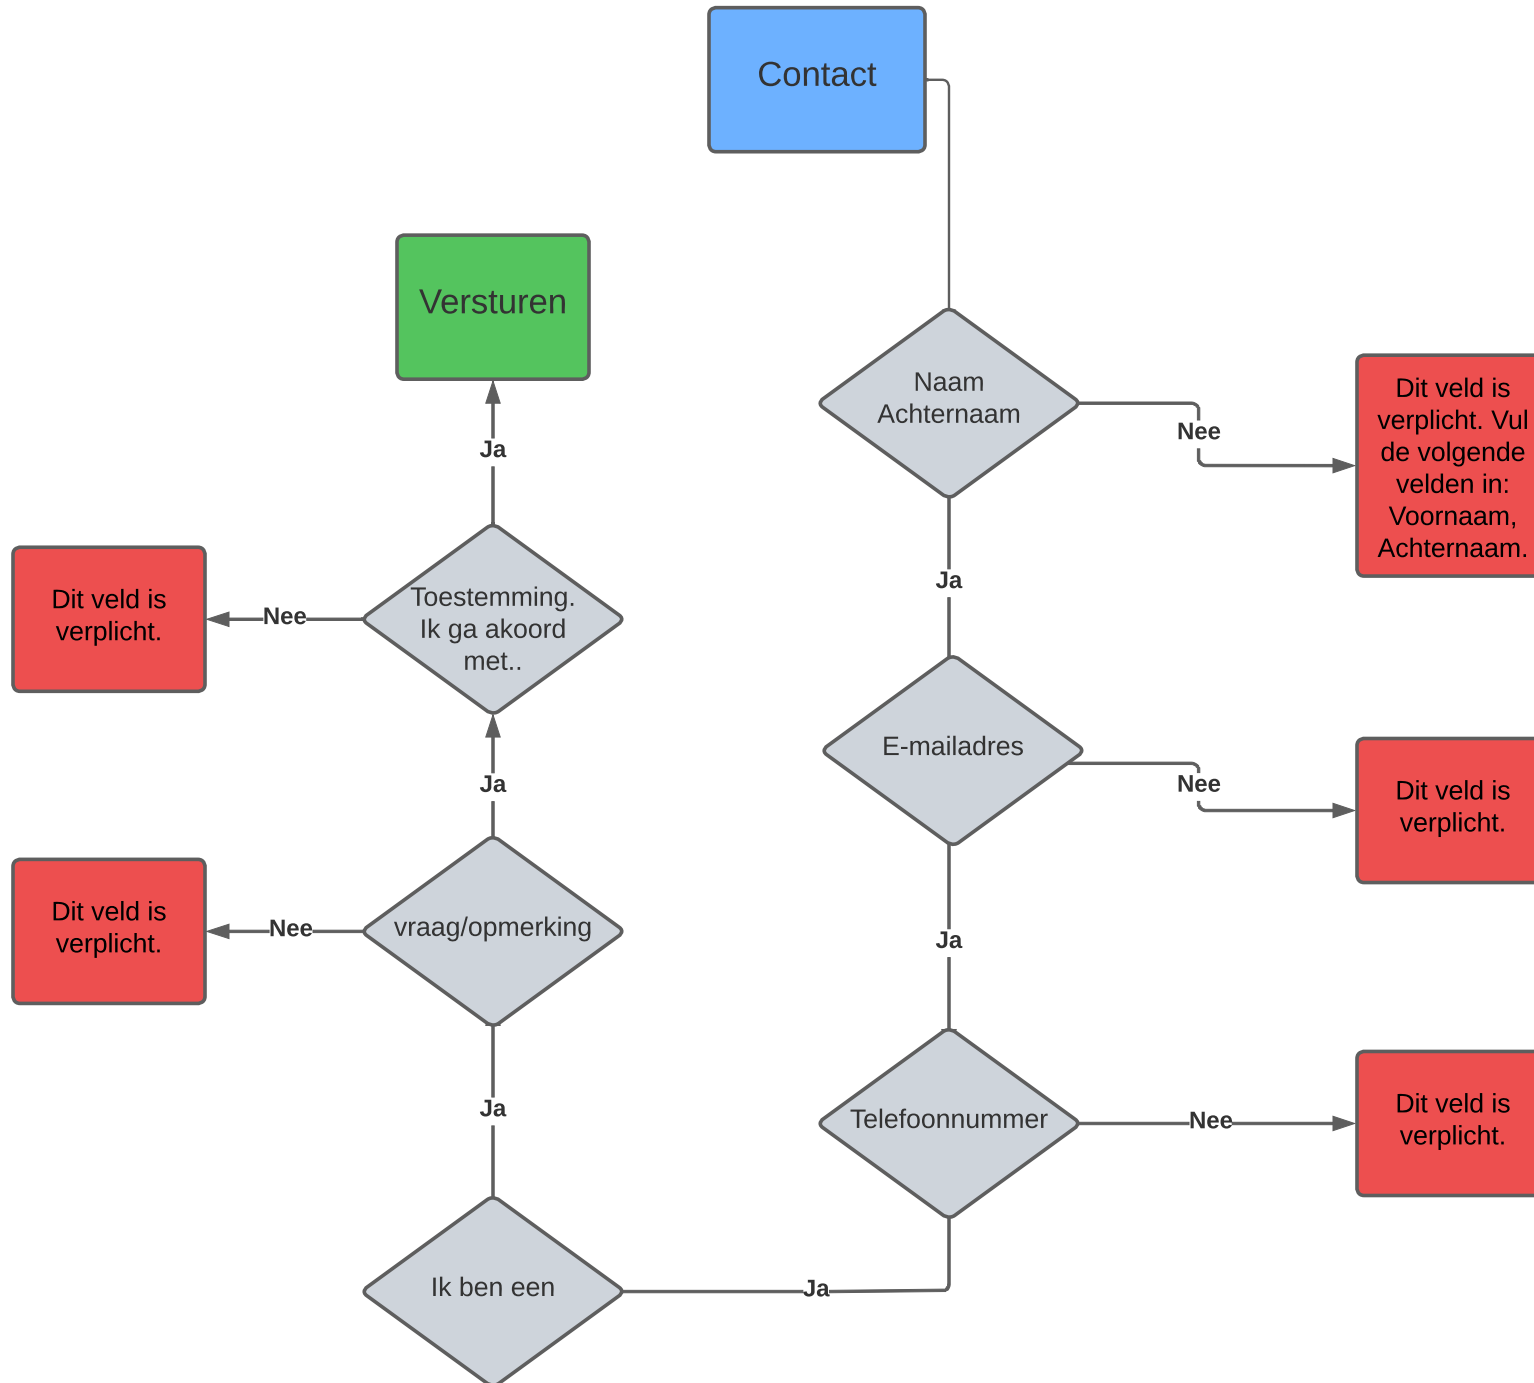 Contact
Naam
Achternaam
Nee
Dit veld is
verplicht. Vul
de volgende
velden in:
Voornaam,
Achternaam.
Ja
E-mailadres
Nee
Dit veld is
verplicht.
Ja
Telefoonnummer
Nee
Dit veld is
verplicht.
Ja
Ik ben een
Ja
vraag/opmerking
Nee
Dit veld is
verplicht.
Ja
Toestemming.
Ik ga akoord
met..
Nee
Dit veld is
verplicht.
Ja
Versturen